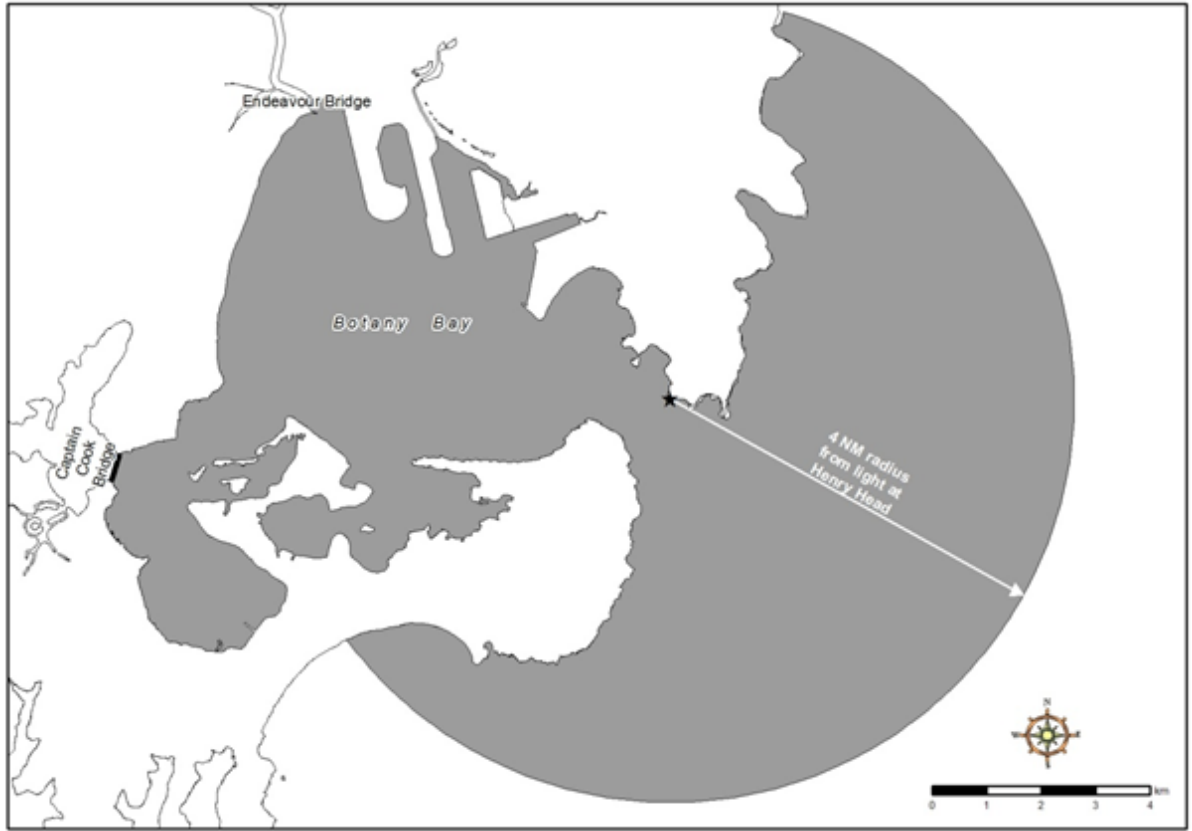 Endeavour Bridge
Botany Bay
Captain
Cook
Bridge
4 NM radius
from light at
Henry Head
N
W
E
S
km
0 1 2 3 4